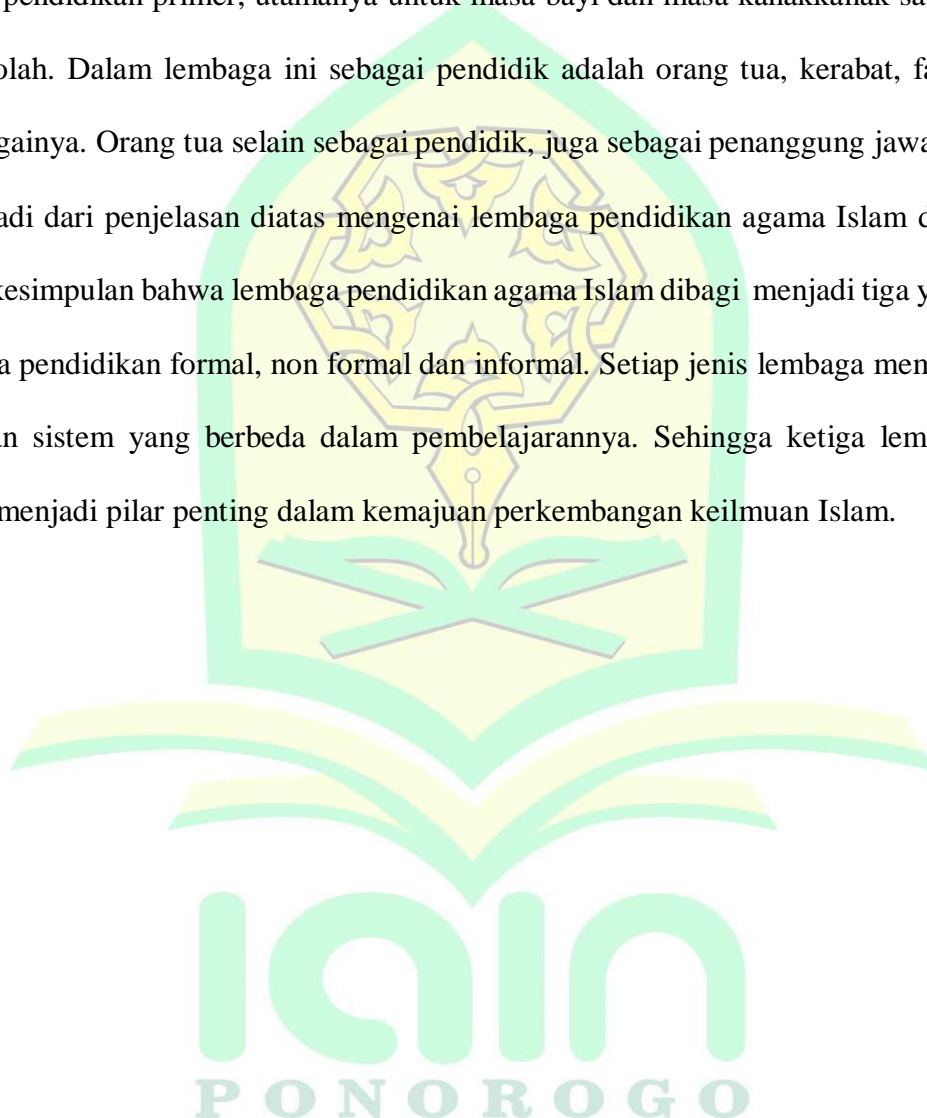 pendidikan primer, utamanya untuk masa bayi dan masa kanakkanak
olah. Dalam lembaga ini sebagai pendidik adalah orang tua, kerabat,
gainya. Orang tua selain sebagai pendidik, juga sebagai penanggung jawa
adi dari penjelasan diatas mengenai lembaga pendidikan agama Islam d
kesimpulan bahwa lembaga pendidikan agama Islam dibagi menjadi tiga y
a pendidikan formal, non formal dan informal. Setiap jenis lembaga mem
an sistem yang berbeda dalam pembelajarannya. Sehingga ketiga lem
menjadi pilar penting dalam kemajuan perkembangan keilmuan Islam.
iain
PONOROGO